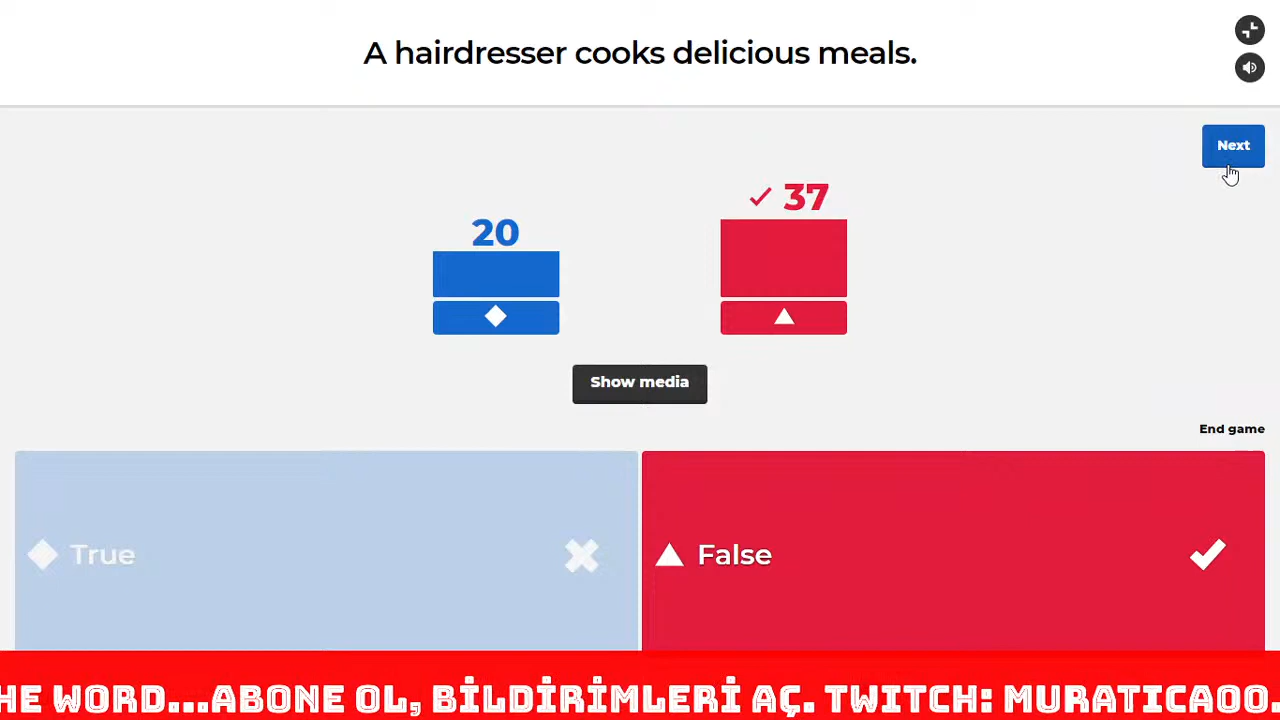 A hairdresser cooks delicious meals.
Next
20
37
Show media
End game
True
False
HE WORD...ABONE OL, BİLDİRİMLERİ AÇ. TWITCH: MURATICA00.